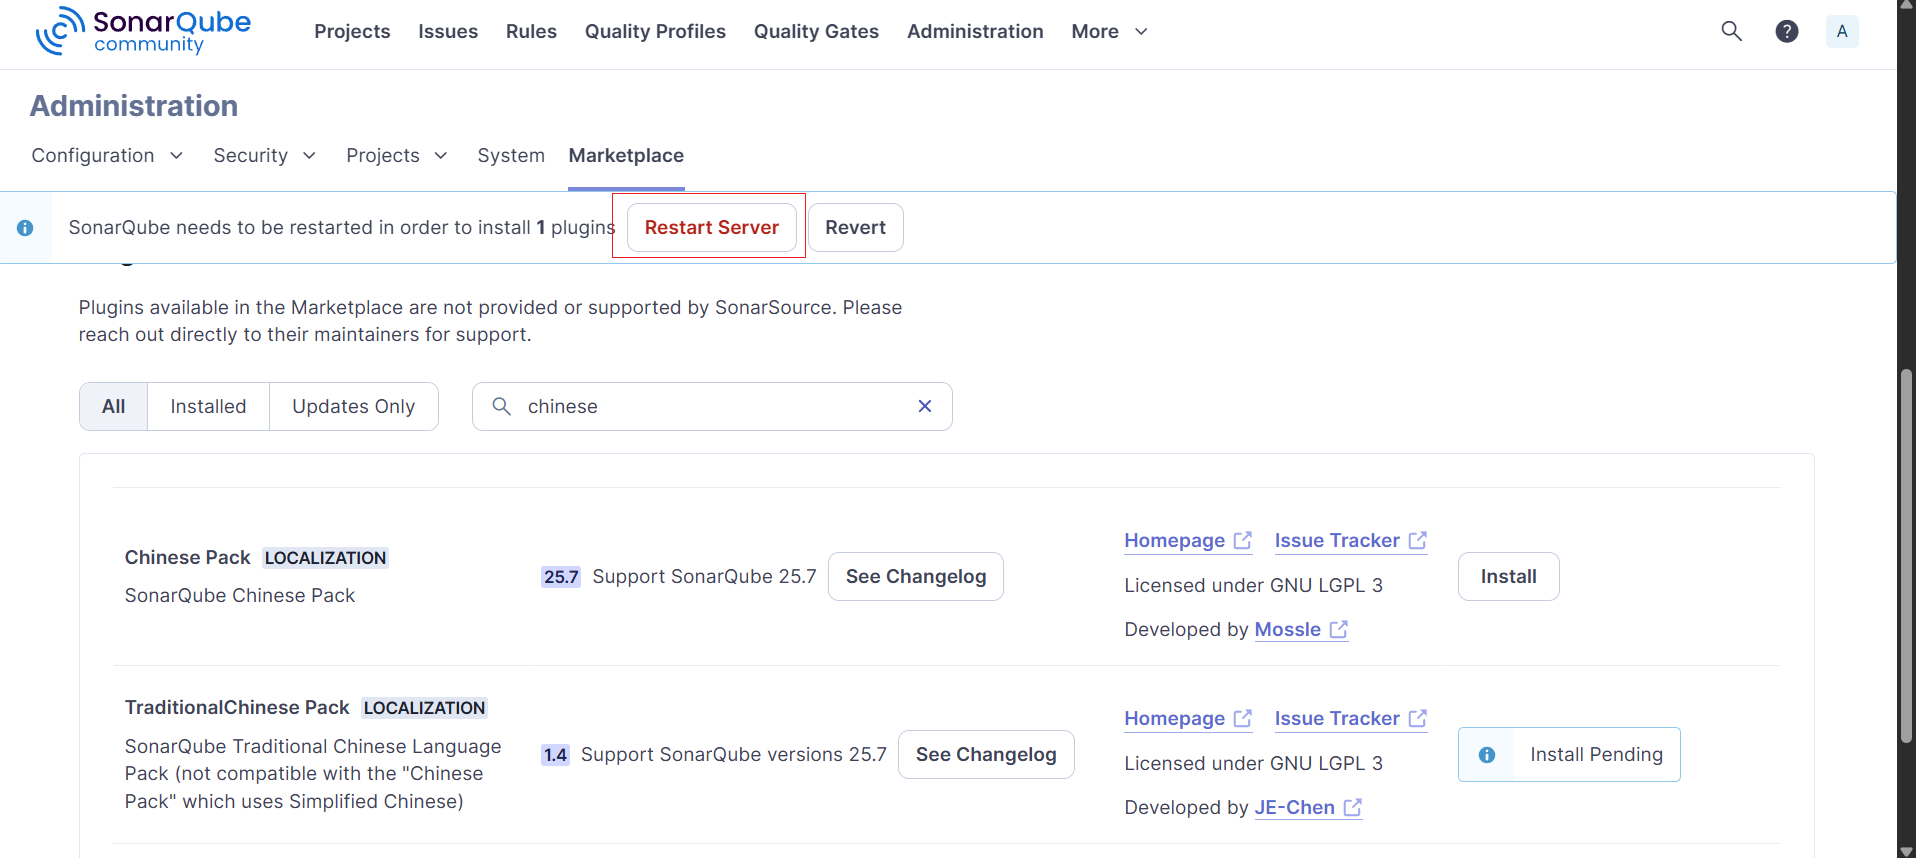 SonarQube
community
Projects Issues Rules Quality Profiles Quality Gates Administration More
A
Administration
Configuration Security Projects System Marketplace
SonarQube needs to be restarted in order to install 1 plugins Restart Server Revert
Plugins available in the Marketplace are not provided or supported by SonarSource. Please
reach out directly to their maintainers for support.
All Installed Updates Only chinese
Homepage Issue Tracker
Chinese Pack LOCALIZATION
25.7 Support SonarQube 25.7 See Changelog Install
Licensed under GNU LGPL 3
SonarQube Chinese Pack
Developed by Mossle
TraditionalChinese Pack LOCALIZATION
Homepage Issue Tracker
SonarQube Traditional Chinese Language
1.4 Support SonarQube versions 25.7 See Changelog Install Pending
Licensed under GNU LGPL 3
Pack (not compatible with the "Chinese
Pack" which uses Simplified Chinese)
Developed by JE-Chen